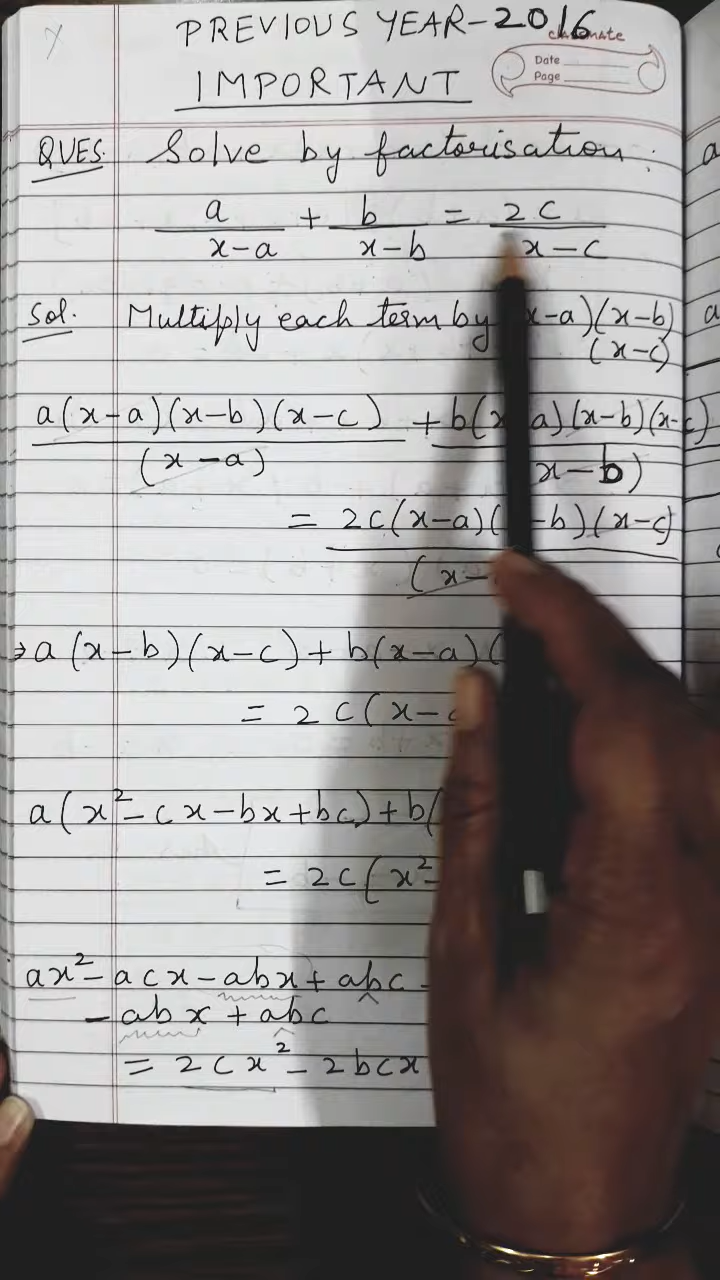 PREVIOUS YEAR-2016
classmate
Date
Page
IMPORTANT
QUES. Solve by factorisation:
a/(x-a) + b/(x-b) = 2c/(x-c)
Sol. Multiply each term by x-a)(x-b)
(x-c)
a(x-a)(x-b)(x-c)/(x-a) + b(x a)(x-b)(x-c)/x-b)
= 2c(x-a)( -b)(x-c)/(x-
⇒ a(x-b)(x-c)+b(x-a)(
= 2c(x-
a(x²-cx-bx+bc)+b(
= 2c(x²-
ax²-acx-abx+abc-
-abx+abc
= 2cx²-2bcx